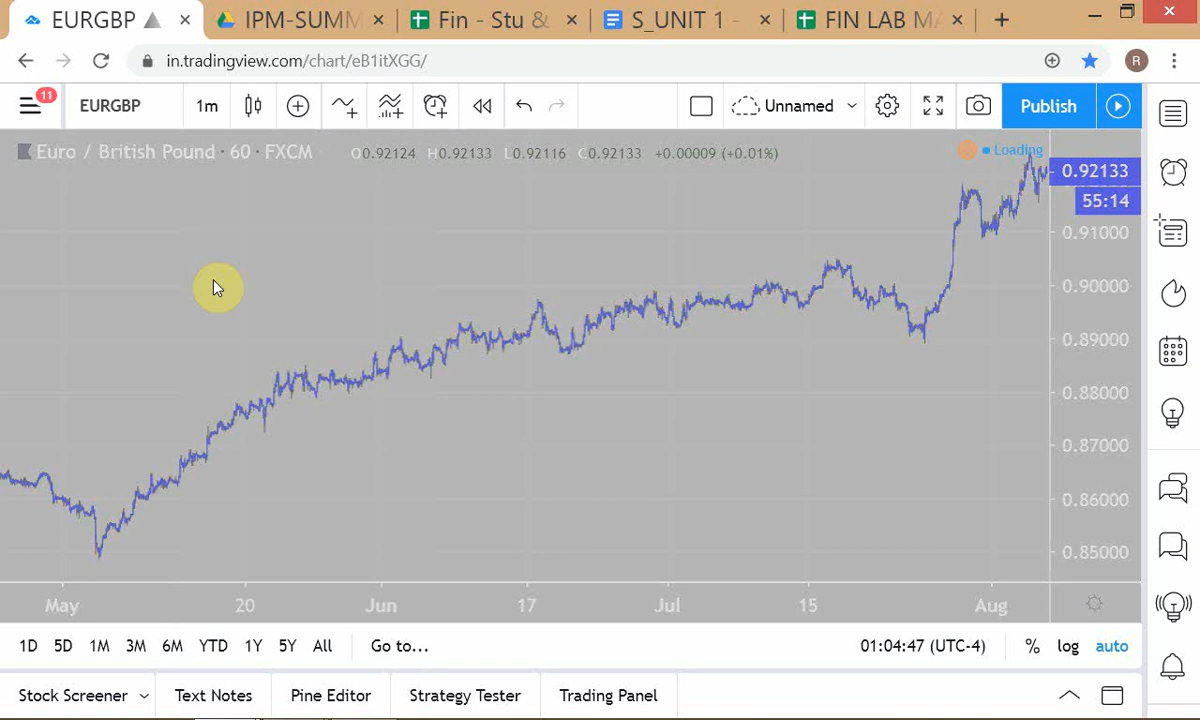 EURGBP
IPM-SUMM
Fin - Stu &
S_UNIT 1 -
FIN LAB MA
in.tradingview.com/chart/eB1itXGG/
R
11
EURGBP
1m
Unnamed
Publish
Euro / British Pound · 60 · FXCM
O0.92124 H0.92133 L0.92116 C0.92133 +0.00009 (+0.01%)
Loading
0.92133
55:14
0.91000
0.90000
0.89000
0.88000
0.87000
0.86000
0.85000
May 20 Jun 17 Jul 15 Aug
1D 5D 1M 3M 6M YTD 1Y 5Y All Go to... 01:04:47 (UTC-4) % log auto
Stock Screener Text Notes Pine Editor Strategy Tester Trading Panel